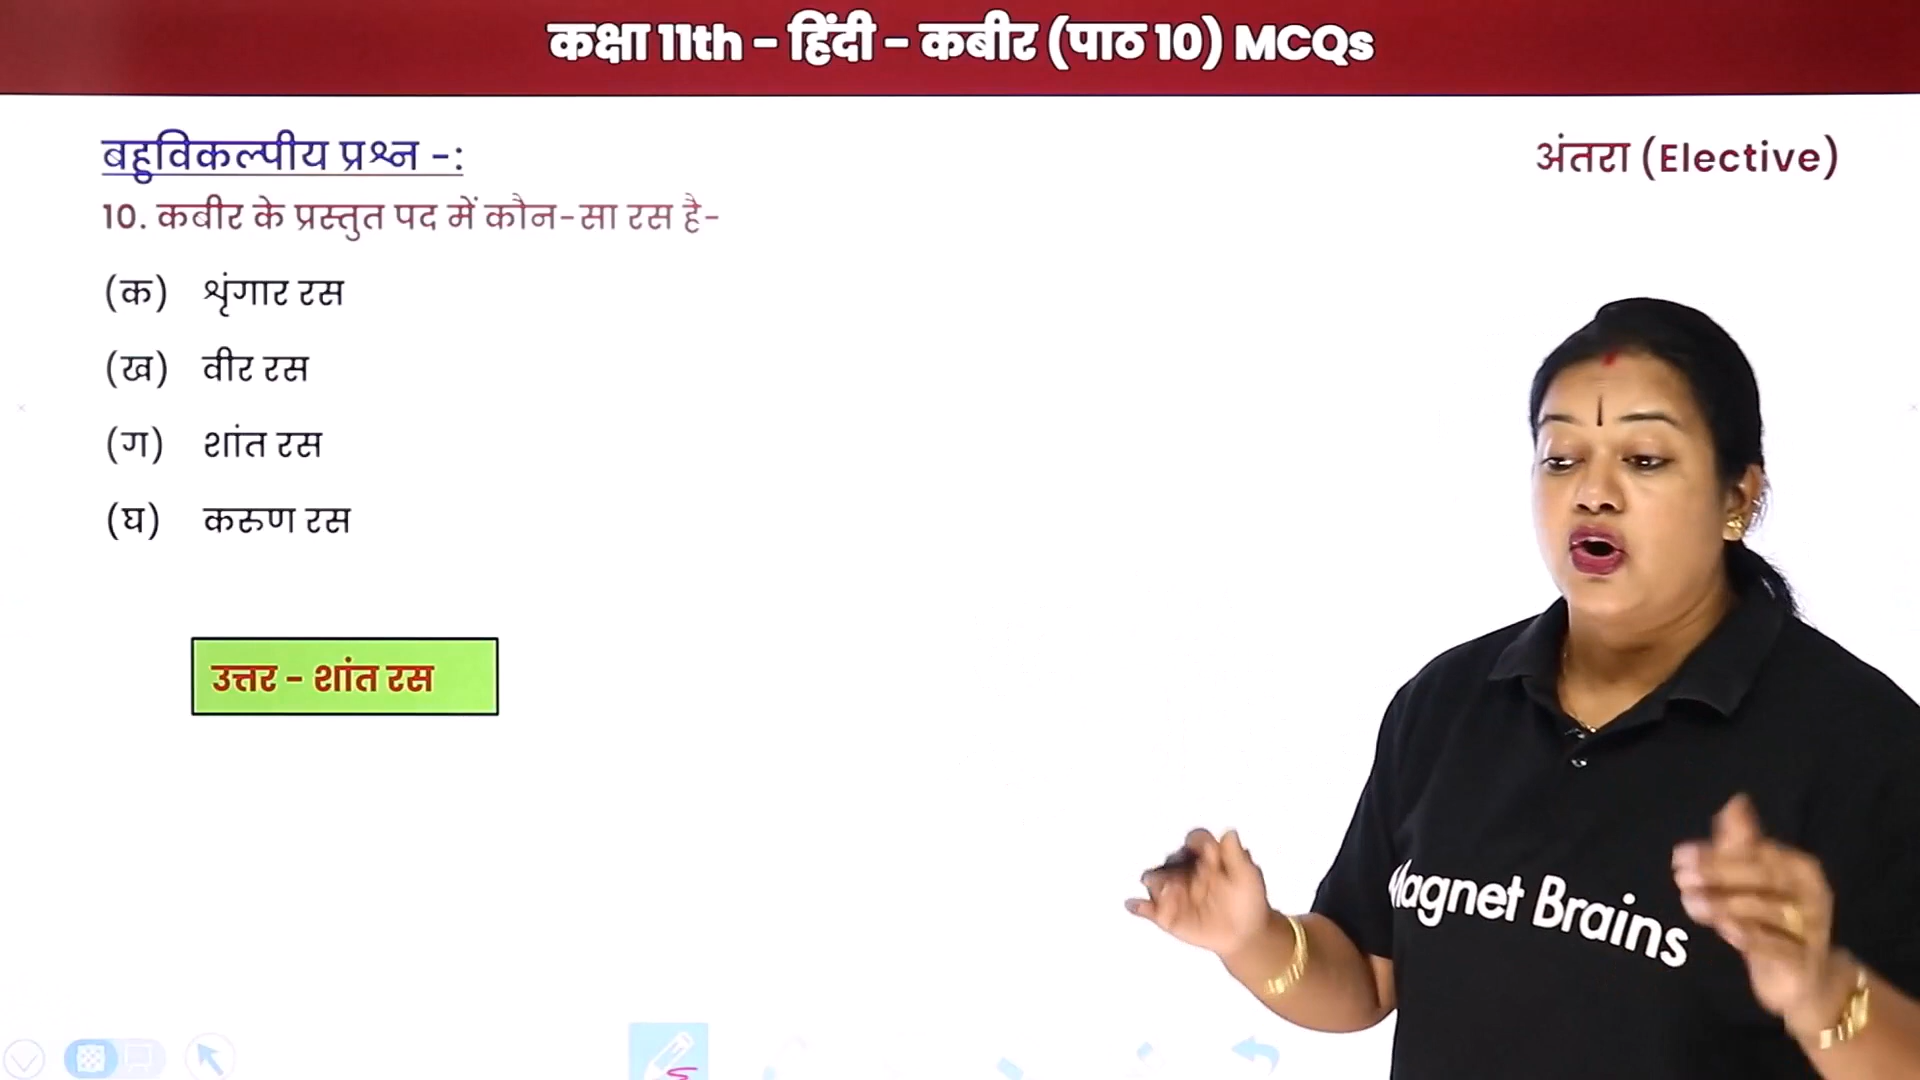 कक्षा 11th - हिंदी - कबीर (पाठ 10) MCQs
बहुविकल्पीय प्रश्न -:
अंतरा (Elective)
10. कबीर के प्रस्तुत पद में कौन-सा रस है-
(क) शृंगार रस
(ख) वीर रस
(ग) शांत रस
(घ) करुण रस
उत्तर - शांत रस
Magnet Brains